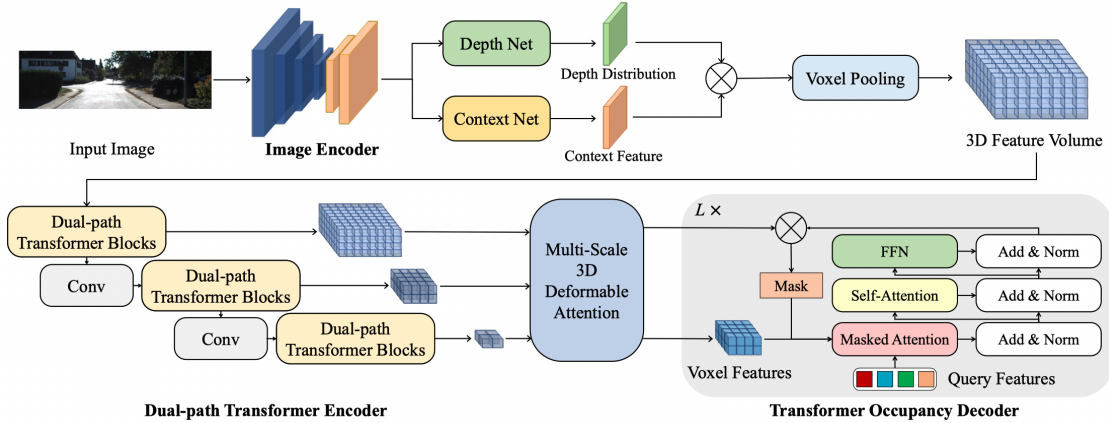 Input Image
Image Encoder
Depth Net
Depth Distribution
Context Net
Context Feature
Voxel Pooling
3D Feature Volume
Dual-path
Transformer Blocks
Conv
Dual-path
Transformer Blocks
Conv
Dual-path
Transformer Blocks
Dual-path Transformer Encoder
Multi-Scale
3D
Deformable
Attention
L ×
Mask
Voxel Features
FFN
Add & Norm
Self-Attention
Add & Norm
Masked Attention
Add & Norm
Query Features
Transformer Occupancy Decoder